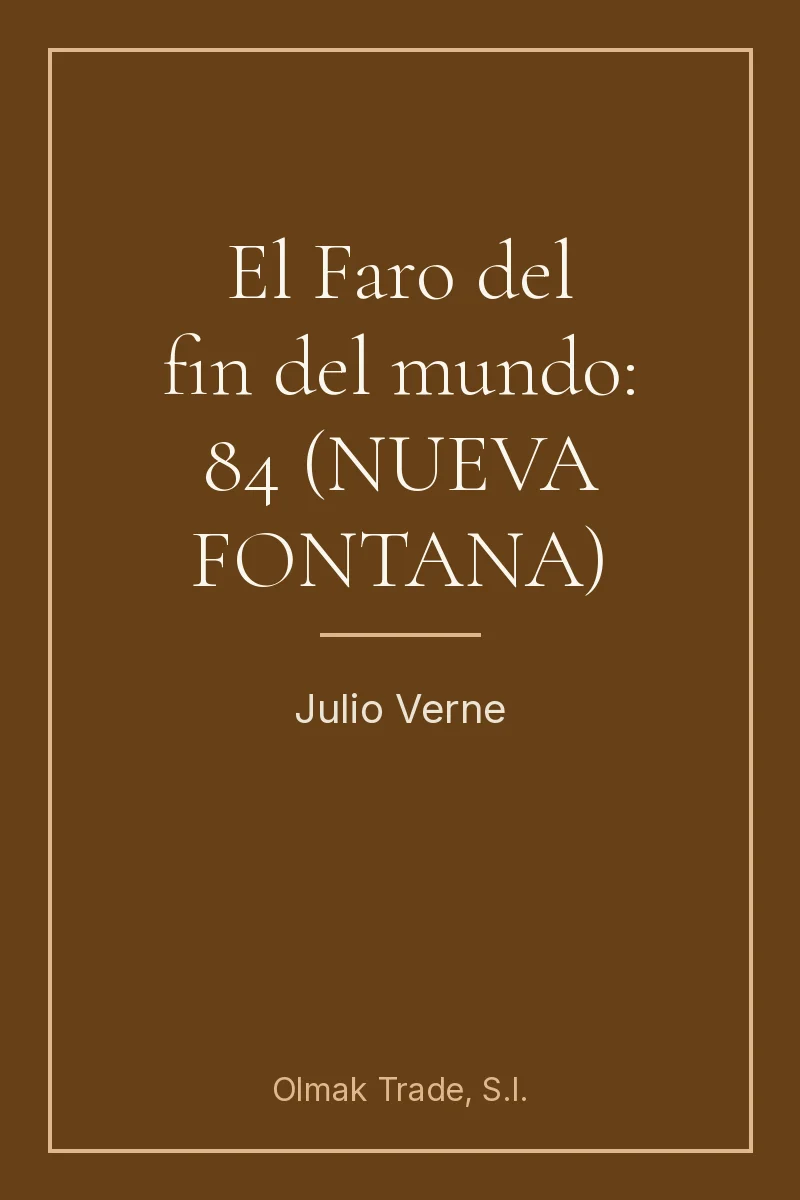 El Faro del
fin del mundo:
84 (NUEVA
FONTANA)
Julio Verne
Olmak Trade, S.l.